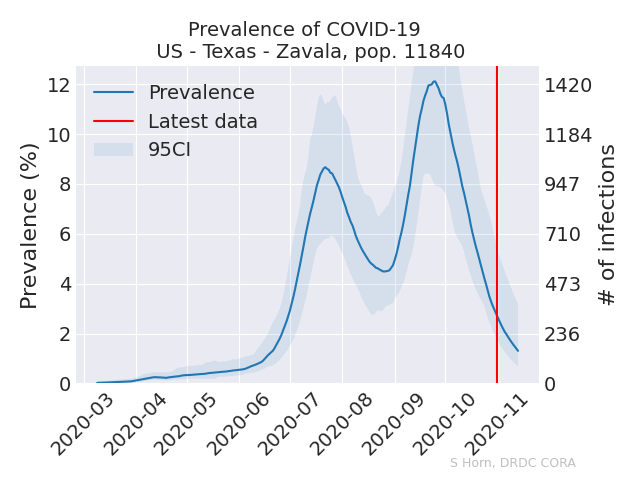 Prevalence of COVID-19
US - Texas - Zavala, pop. 11840
Prevalence
Latest data
95CI
Prevalence (%)
12
10
8
6
4
2
0
1420
1184
947
710
473
236
0
# of infections
2020-03
2020-04
2020-05
2020-06
2020-07
2020-08
2020-09
2020-10
2020-11
S Horn, DRDC CORA